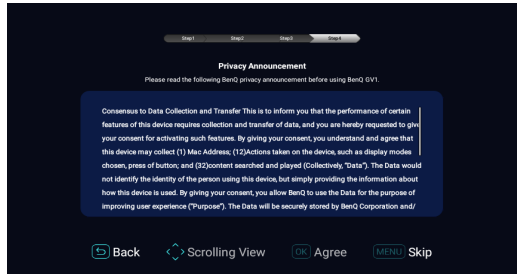 Step1 Step2 Step3 Step4
Privacy Announcement
Please read the following BenQ privacy announcement before using BenQ GV1.
Consensus to Data Collection and Transfer This is to inform you that the performance of certain
features of this device requires collection and transfer of data, and you are hereby requested to give
your consent for activating such features. By giving your consent, you understand and agree that
this device may collect (1) Mac Address; (12)Actions taken on the device, such as display modes
chosen, press of button; and (32)content searched and played (Collectively, "Data"). The Data would
not identify the identity of the person using this device, but simply providing the information about
how this device is used. By giving your consent, you allow BenQ to use the Data for the purpose of
improving user experience ("Purpose"). The Data will be securely stored by BenQ Corporation and/
Back Scrolling View OK Agree MENU Skip